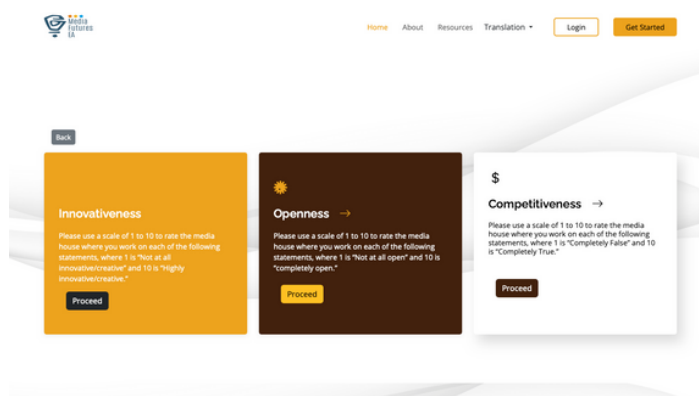 Media
Futures
IA
Home About Resources Translation Login Get Started
Back
Innovativeness
Please use a scale of 1 to 10 to rate the media
house where you work on each of the following
statements, where 1 is "Not at all
innovative/creative" and 10 is "Highly
innovative/creative."
Proceed
Openness →
Please use a scale of 1 to 10 to rate the media
house where you work on each of the following
statements, where 1 is "Not at all open" and 10 is
"completely open."
Proceed
$
Competitiveness →
Please use a scale of 1 to 10 to rate the media
house where you work on each of the following
statements, where 1 is "Completely False" and 10
is "Completely True."
Proceed